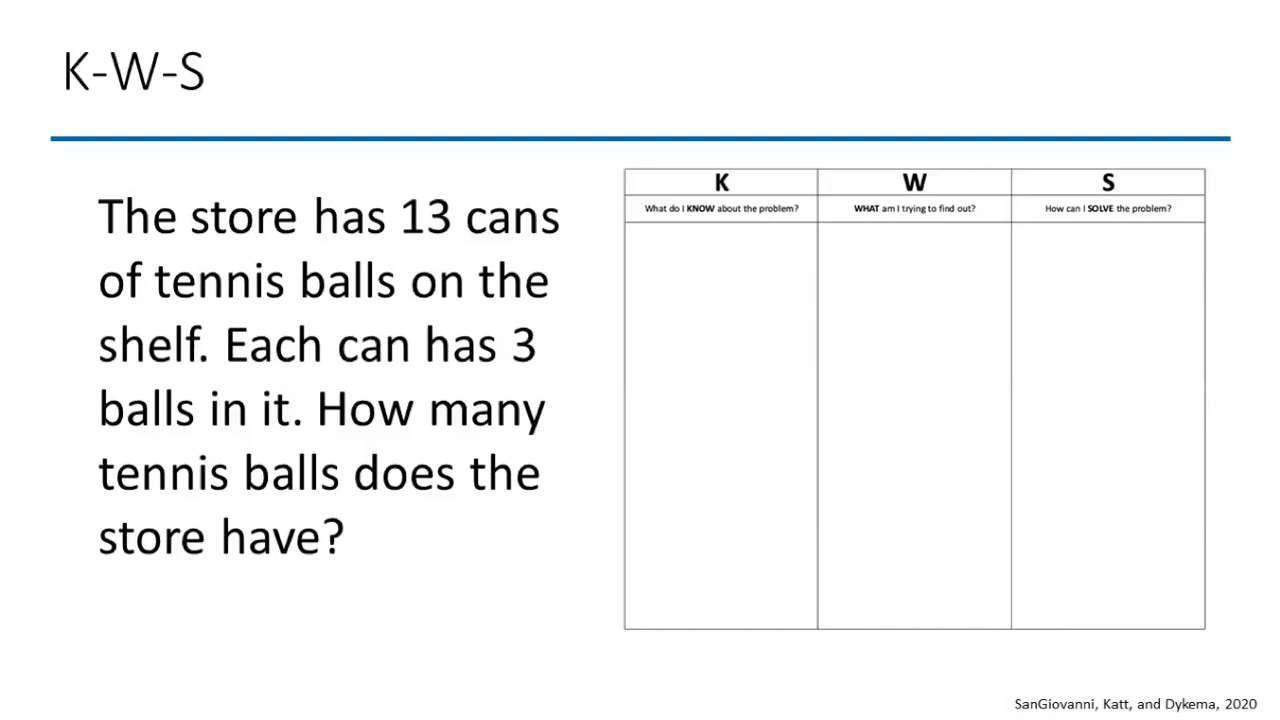 K-W-S
The store has 13 cans
of tennis balls on the
shelf. Each can has 3
balls in it. How many
tennis balls does the
store have?
K W S
What do I KNOW about the problem? WHAT am I trying to find out? How can I SOLVE the problem?
SanGiovanni, Katt, and Dykema, 2020